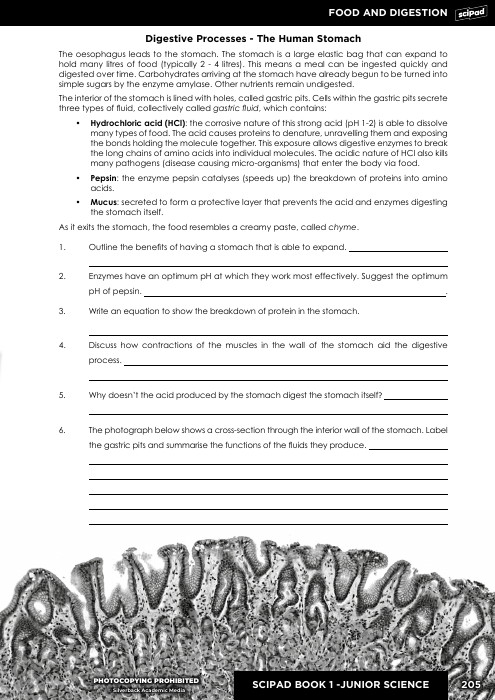 FOOD AND DIGESTION
scipad
Digestive Processes - The Human Stomach
The oesophagus leads to the stomach. The stomach is a large elastic bag that can expand to
hold many litres of food (typically 2 - 4 litres). This means a meal can be ingested quickly and
digested over time. Carbohydrates arriving at the stomach have already begun to be turned into
simple sugars by the enzyme amylase. Other nutrients remain undigested.
The interior of the stomach is lined with holes, called gastric pits. Cells within the gastric pits secrete
three types of fluid, collectively called gastric fluid, which contains:
• Hydrochloric acid (HCl): the corrosive nature of this strong acid (pH 1-2) is able to dissolve
many types of food. The acid causes proteins to denature, unravelling them and exposing
the bonds holding the molecule together. This exposure allows digestive enzymes to break
the long chains of amino acids into individual molecules. The acidic nature of HCl also kills
many pathogens (disease causing micro-organisms) that enter the body via food.
• Pepsin: the enzyme pepsin catalyses (speeds up) the breakdown of proteins into amino
acids.
• Mucus: secreted to form a protective layer that prevents the acid and enzymes digesting
the stomach itself.
As it exits the stomach, the food resembles a creamy paste, called chyme.
1. Outline the benefits of having a stomach that is able to expand.
2. Enzymes have an optimum pH at which they work most effectively. Suggest the optimum
pH of pepsin. .
3. Write an equation to show the breakdown of protein in the stomach.
4. Discuss how contractions of the muscles in the wall of the stomach aid the digestive
process.
5. Why doesn't the acid produced by the stomach digest the stomach itself?
6. The photograph below shows a cross-section through the interior wall of the stomach. Label
the gastric pits and summarise the functions of the fluids they produce.
PHOTOCOPYING PROHIBITED
Silverback Academic Media
SCIPAD BOOK 1 -JUNIOR SCIENCE
205